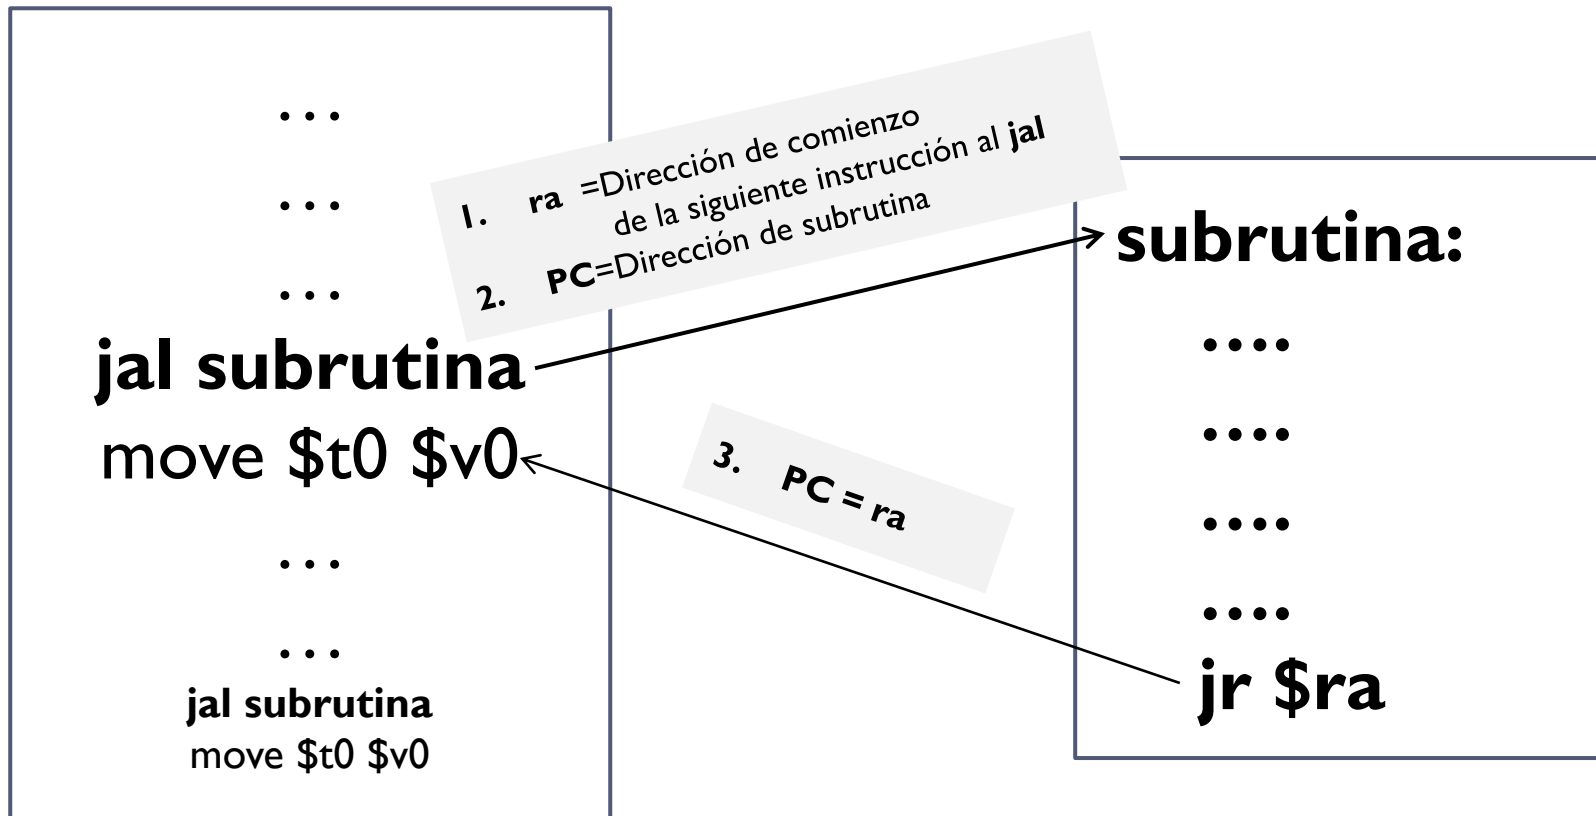 ...
...
...
jal subrutina
move $t0 $v0
...
...
jal subrutina
move $t0 $v0
1. ra =Dirección de comienzo
de la siguiente instrucción al jal
2. PC=Dirección de subrutina
3. PC = ra
subrutina:
....
....
....
....
jr $ra